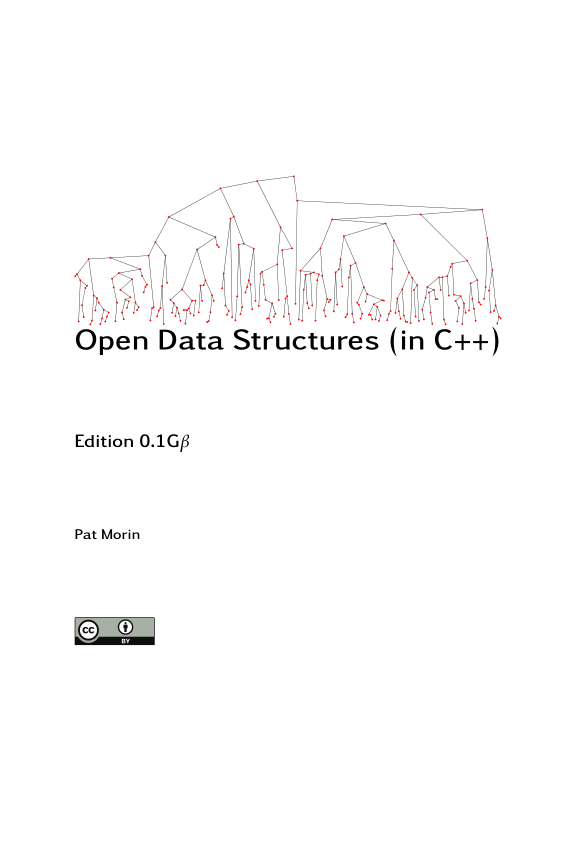 Open Data Structures (in C++)
Edition 0.1Gβ
Pat Morin
cc
BY